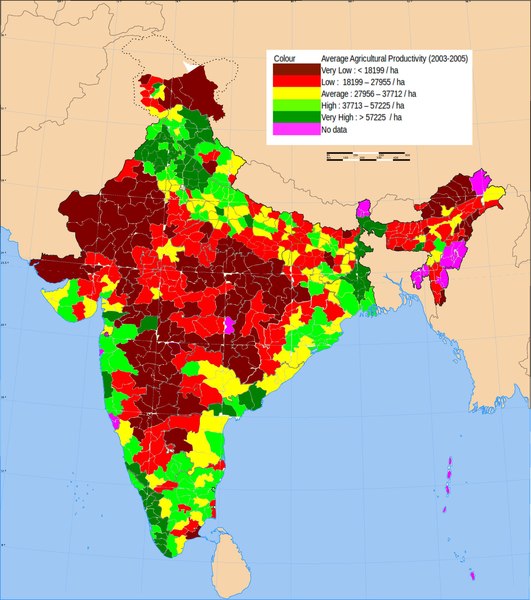 Colour Average Agricultural Productivity (2003-2005)
Very Low : < 18199 / ha
Low : 18199 – 27955 / ha
Average : 27956 – 37712 / ha
High : 37713 – 57225 / ha
Very High : > 57225 / ha
No data